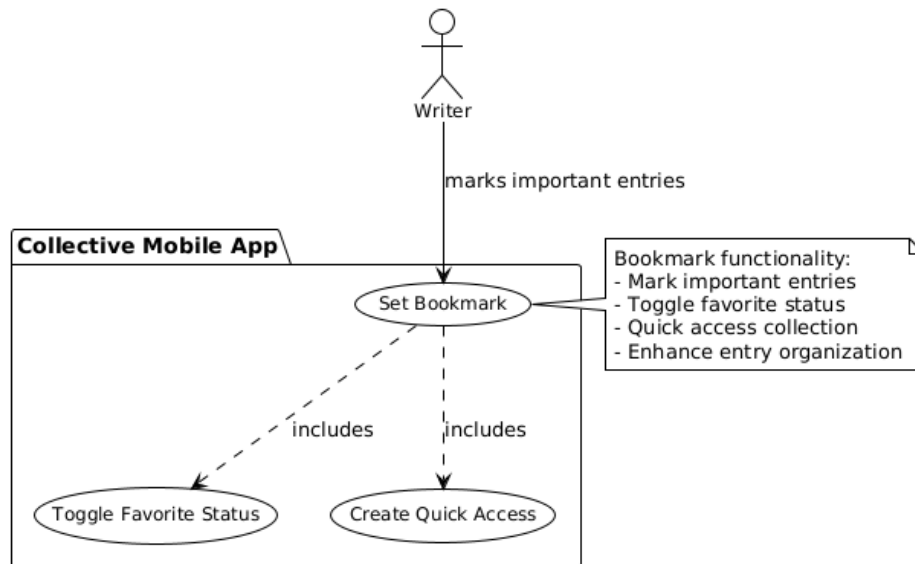 Writer
marks important entries
Collective Mobile App
Set Bookmark
Bookmark functionality:
- Mark important entries
- Toggle favorite status
- Quick access collection
- Enhance entry organization
includes
includes
Toggle Favorite Status
Create Quick Access